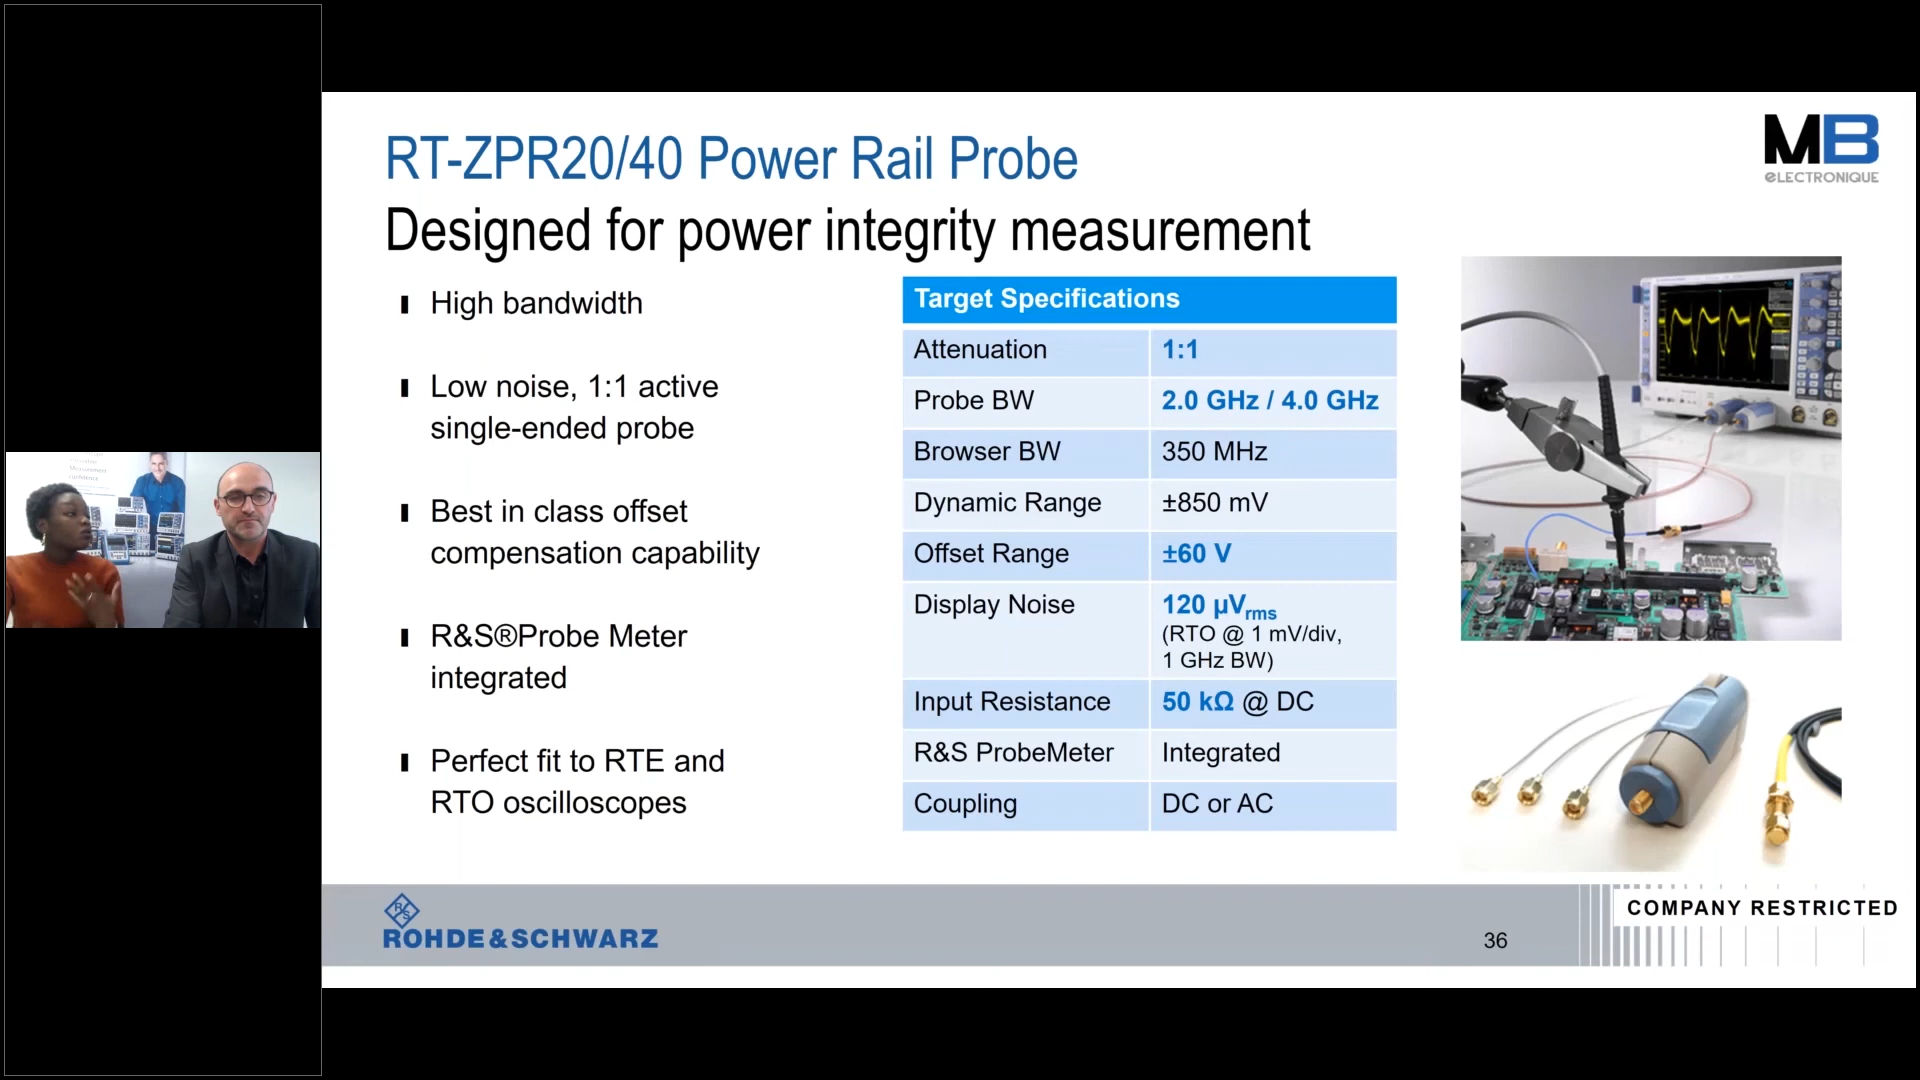 RT-ZPR20/40 Power Rail Probe
Designed for power integrity measurement
MB
eLECTRONIQUE
High bandwidth
Low noise, 1:1 active
single-ended probe
Best in class offset
compensation capability
R&S®Probe Meter
integrated
Perfect fit to RTE and
RTO oscilloscopes
Target Specifications
Attenuation 1:1
Probe BW 2.0 GHz / 4.0 GHz
Browser BW 350 MHz
Dynamic Range ±850 mV
Offset Range ±60 V
Display Noise 120 µVrms
(RTO @ 1 mV/div,
1 GHz BW)
Input Resistance 50 kΩ @ DC
R&S ProbeMeter Integrated
Coupling DC or AC
Measurement
confidence
R&S
ROHDE&SCHWARZ
36
COMPANY RESTRICTED